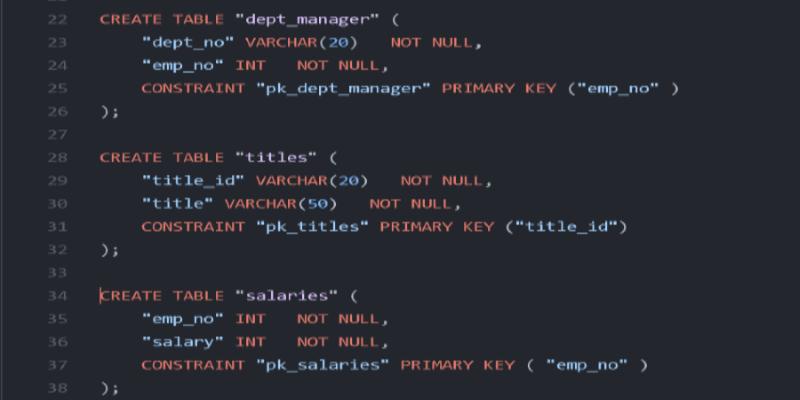 22 CREATE TABLE "dept_manager" (
23 "dept_no" VARCHAR(20) NOT NULL,
24 "emp_no" INT NOT NULL,
25 CONSTRAINT "pk_dept_manager" PRIMARY KEY ("emp_no" )
26 );
27
28 CREATE TABLE "titles" (
29 "title_id" VARCHAR(20) NOT NULL,
30 "title" VARCHAR(50) NOT NULL,
31 CONSTRAINT "pk_titles" PRIMARY KEY ("title_id")
32 );
33
34 CREATE TABLE "salaries" (
35 "emp_no" INT NOT NULL,
36 "salary" INT NOT NULL,
37 CONSTRAINT "pk_salaries" PRIMARY KEY ( "emp_no" )
38 );